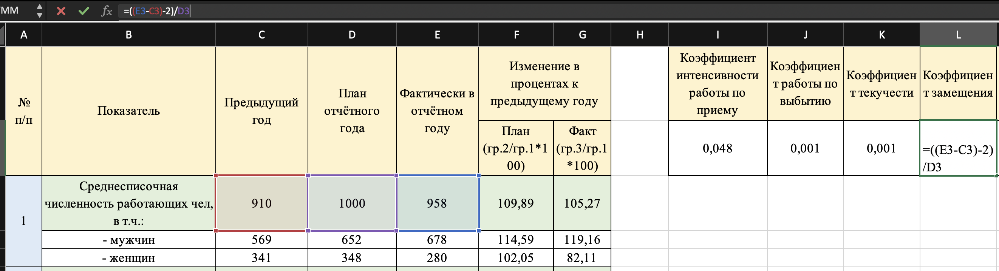 MM fx =((E3-C3)-2)/D3
A B C D E F G H I J K L
№
п/п
Показатель
Предыдущий
год
План
отчётного
года
Фактически в
отчётном
году
Изменение в
процентах к
предыдущему году
План
(гр.2/гр.1*1
00)
Факт
(гр.3/гр.1
*100)
Коэффициент
интенсивности
работы по
приему
Коэффициен
т работы по
выбытию
Коэффициен
т текучести
Коэффициен
т замещения
0,048 0,001 0,001
=((E3-C3)-2)
/D3
1
Среднесписочная
численность работающих чел,
в т.ч.:
910 1000 958 109,89 105,27
- мужчин 569 652 678 114,59 119,16
- женщин 341 348 280 102,05 82,11